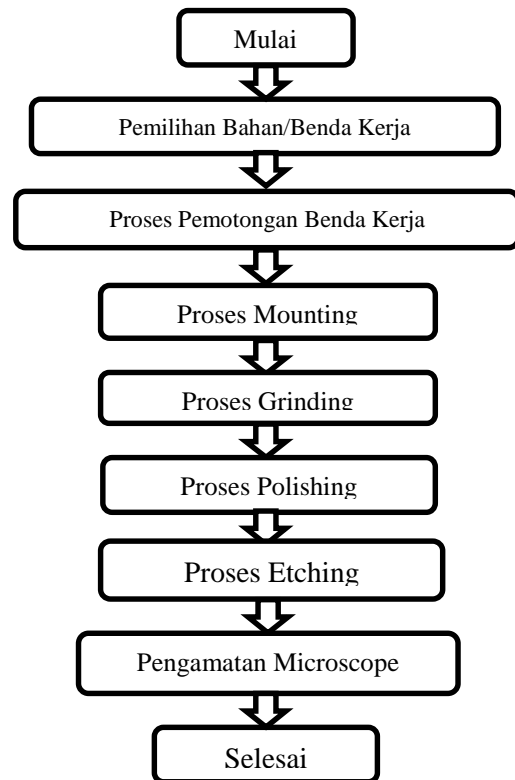 Mulai
Pemilihan Bahan/Benda Kerja
Proses Pemotongan Benda Kerja
Proses Mounting
Proses Grinding
Proses Polishing
Proses Etching
Pengamatan Microscope
Selesai